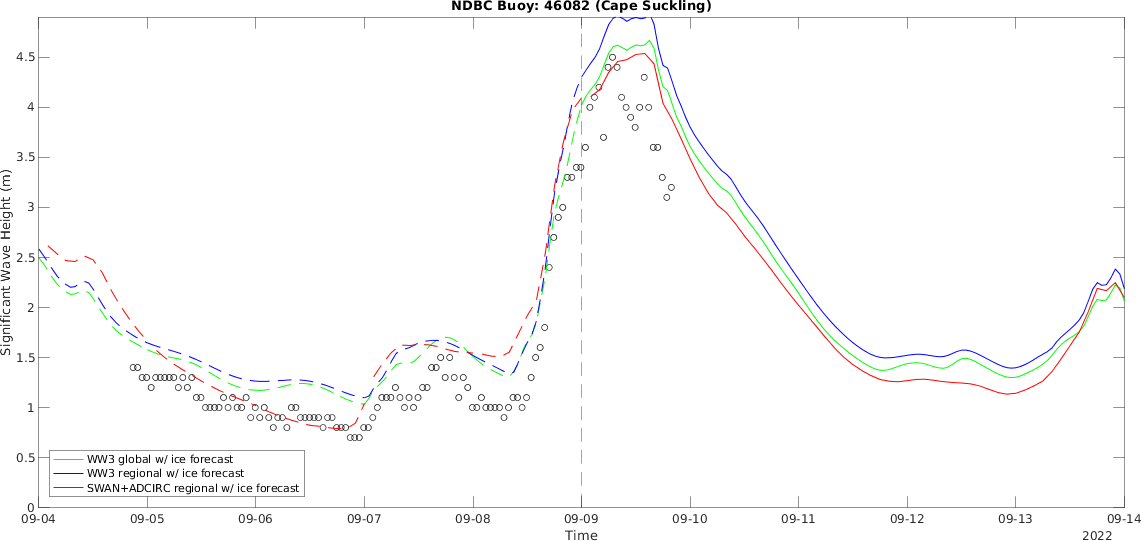 NDBC Buoy: 46082 (Cape Suckling)
Significant Wave Height (m)
4.5
4
3.5
3
2.5
2
1.5
1
0.5
0
WW3 global w/ ice forecast
WW3 regional w/ ice forecast
SWAN+ADCIRC regional w/ ice forecast
09-04 09-05 09-06 09-07 09-08 09-09 09-10 09-11 09-12 09-13 09-14
Time
2022